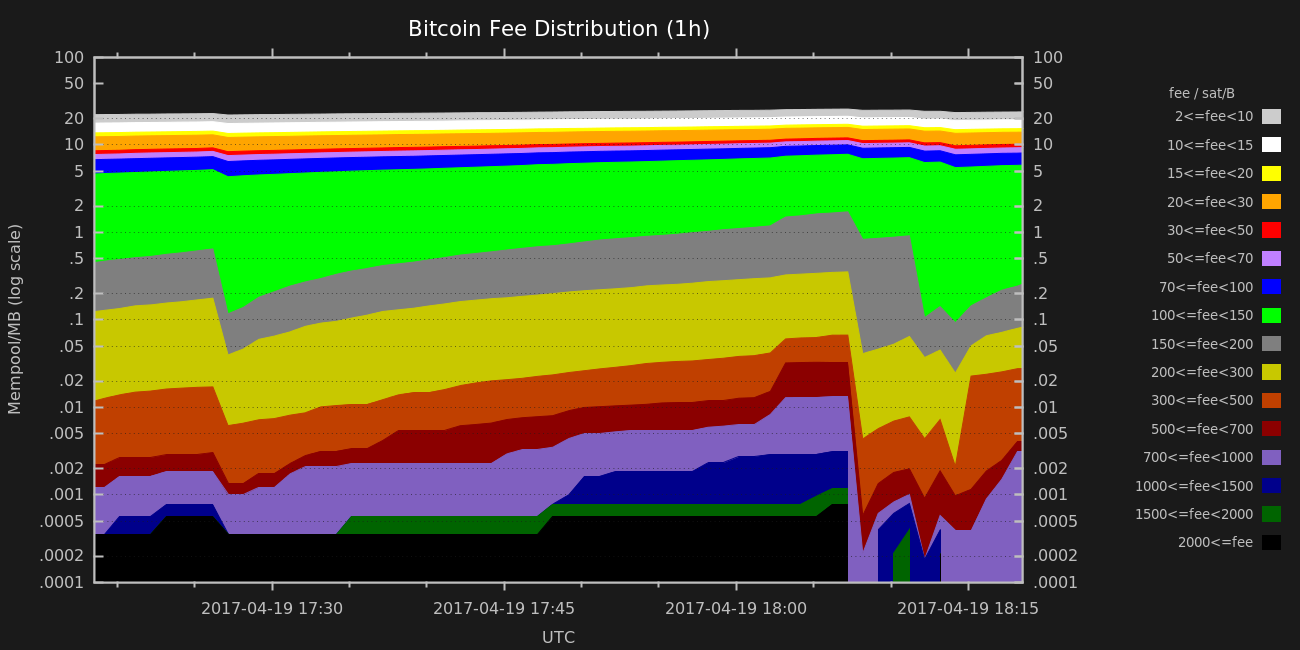 Bitcoin Fee Distribution (1h)
100 100
50 50
20 20
10 10
5 5
2 2
1 1
.5 .5
.2 .2
.1 .1
.05 .05
.02 .02
.01 .01
.005 .005
.002 .002
.001 .001
.0005 .0005
.0002 .0002
.0001 .0001
Mempool/MB (log scale)
2017-04-19 17:30 2017-04-19 17:45 2017-04-19 18:00 2017-04-19 18:15
UTC
fee / sat/B
2<=fee<10
10<=fee<15
15<=fee<20
20<=fee<30
30<=fee<50
50<=fee<70
70<=fee<100
100<=fee<150
150<=fee<200
200<=fee<300
300<=fee<500
500<=fee<700
700<=fee<1000
1000<=fee<1500
1500<=fee<2000
2000<=fee